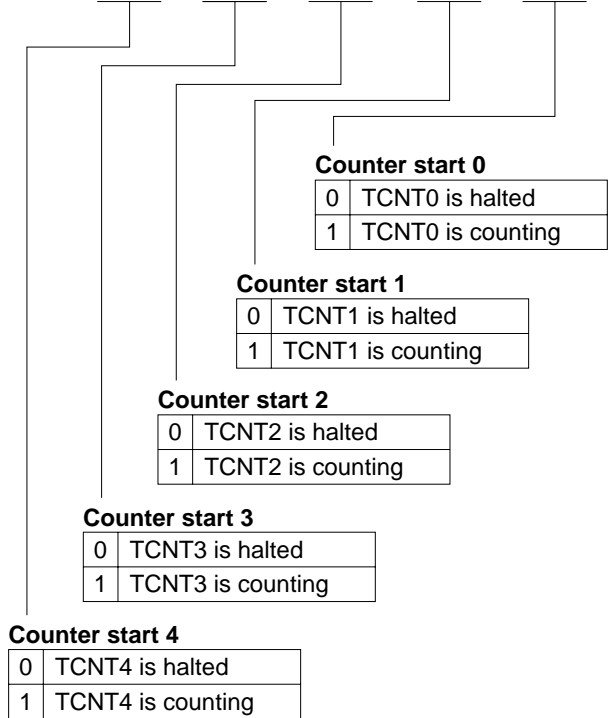 Counter start 0
0 TCNT0 is halted
1 TCNT0 is counting
Counter start 1
0 TCNT1 is halted
1 TCNT1 is counting
Counter start 2
0 TCNT2 is halted
1 TCNT2 is counting
Counter start 3
0 TCNT3 is halted
1 TCNT3 is counting
Counter start 4
0 TCNT4 is halted
1 TCNT4 is counting